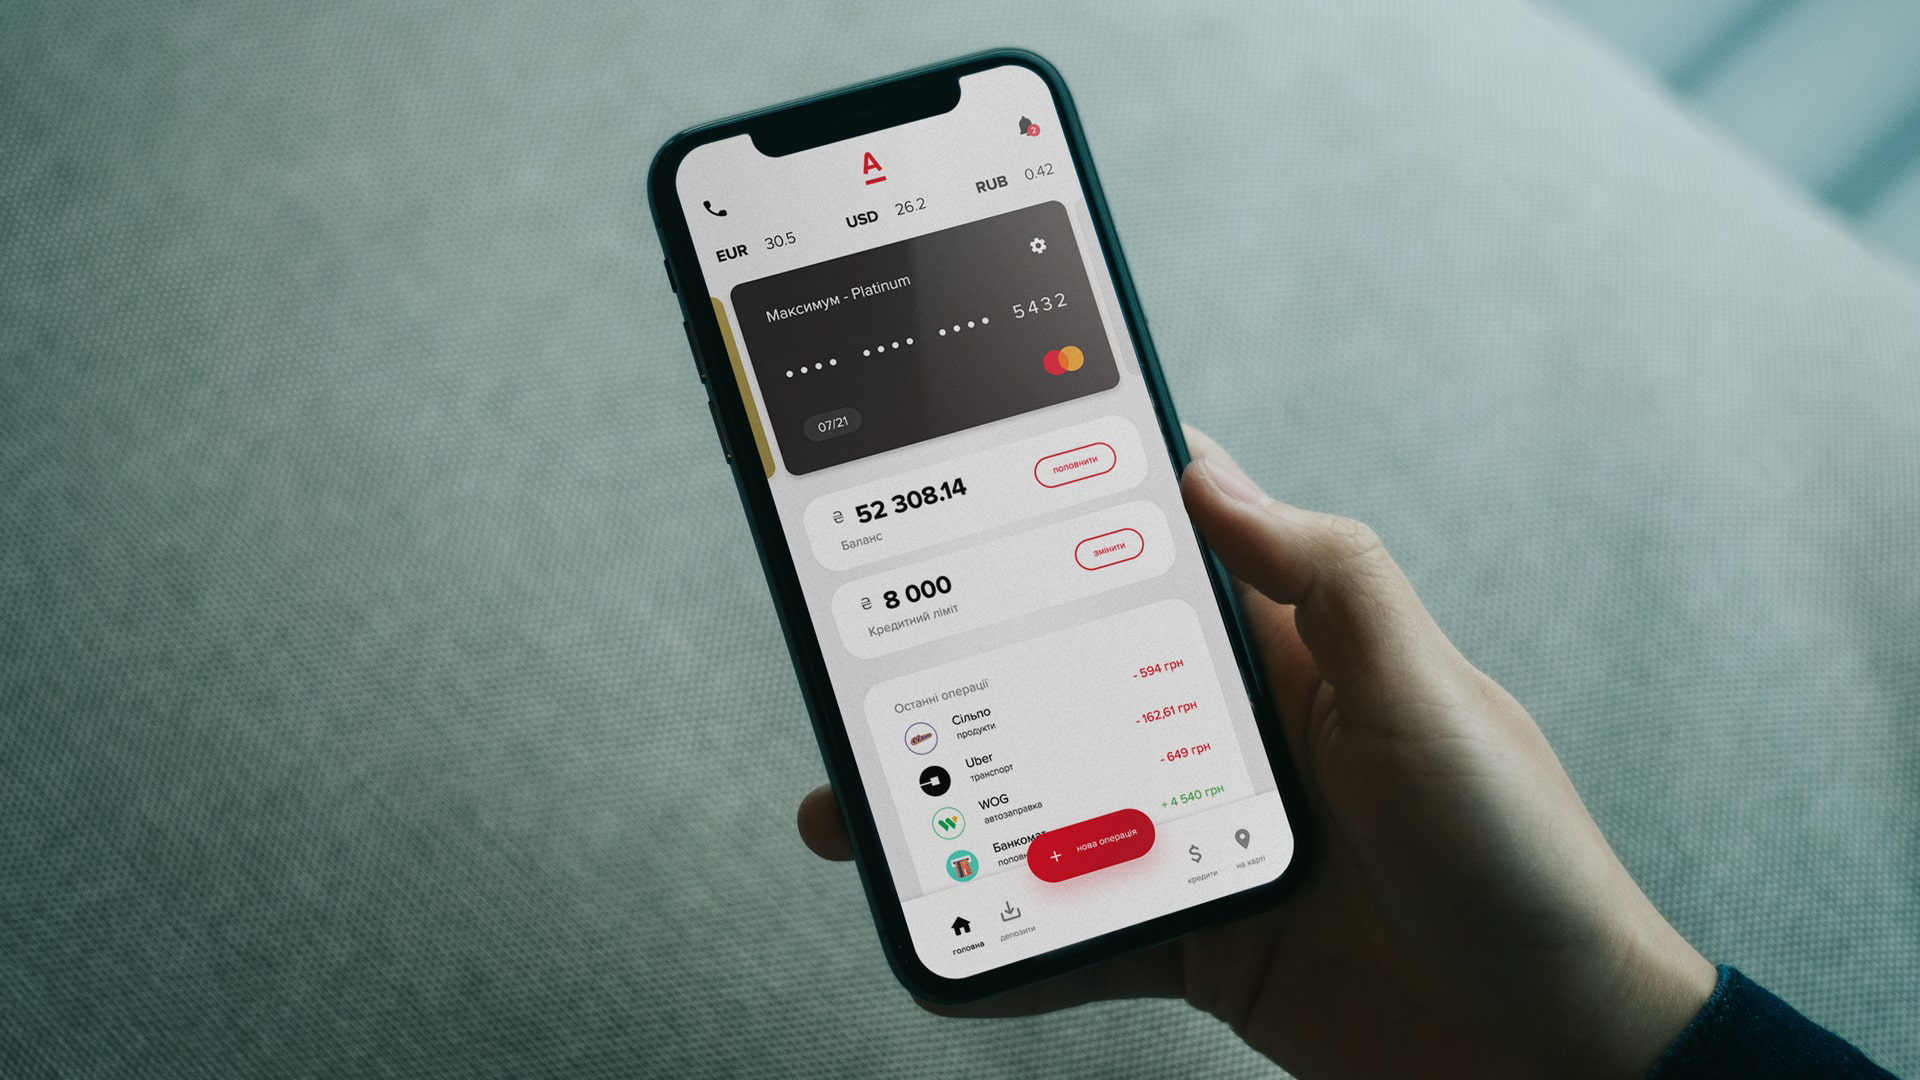 A
2
EUR 30.5 USD 26.2 RUB 0.42
Максимум - Platinum
•••• •••• •••• 5432
07/21
₴ 52 308.14
Баланс
поповнити
₴ 8 000
Кредитний ліміт
змінити
Останні операції
Сільпо
продукти
- 594 грн
Uber
транспорт
- 162,61 грн
WOG
автозаправка
- 649 грн
Банкомат
+ 4 540 грн
+ нова операція
головна
депозити
кредити
на карті